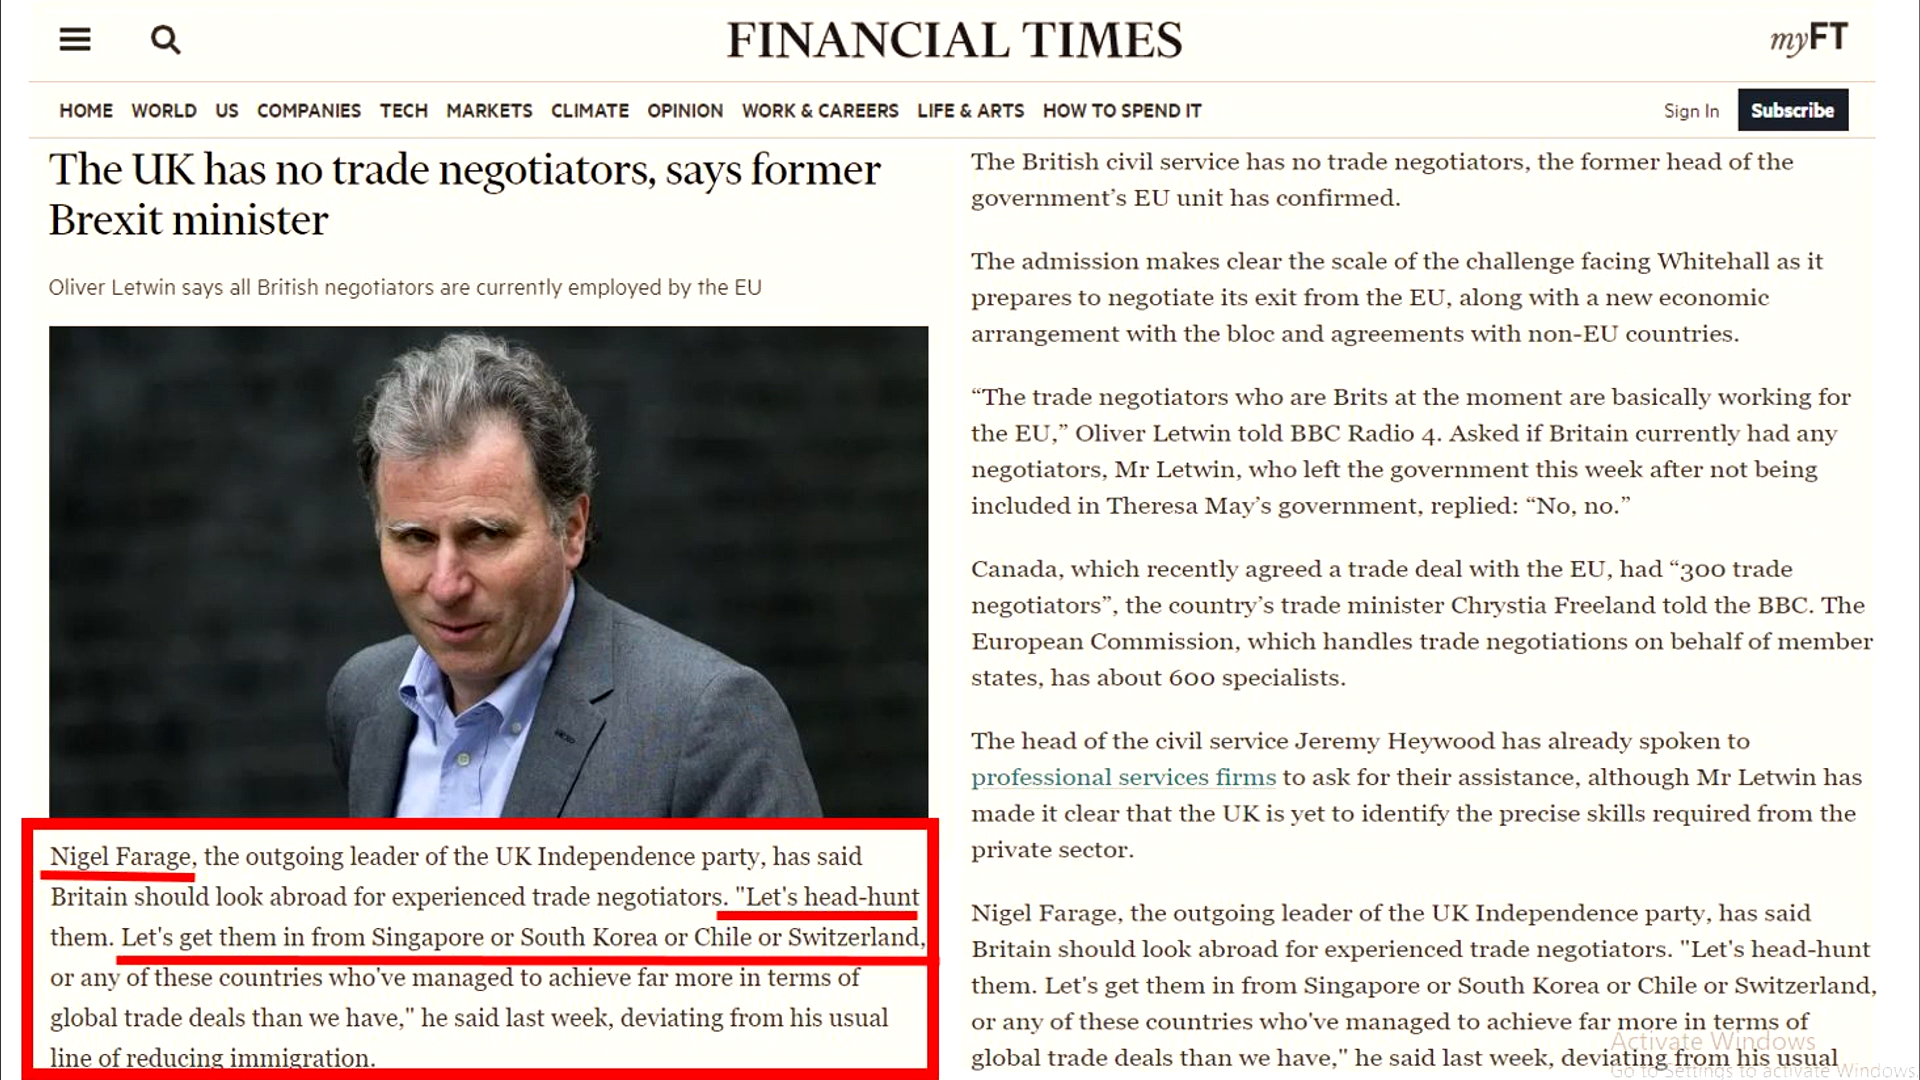 FINANCIAL TIMES
myFT
HOME WORLD US COMPANIES TECH MARKETS CLIMATE OPINION WORK & CAREERS LIFE & ARTS HOW TO SPEND IT
Sign In
Subscribe
The UK has no trade negotiators, says former
Brexit minister
Oliver Letwin says all British negotiators are currently employed by the EU
Nigel Farage, the outgoing leader of the UK Independence party, has said
Britain should look abroad for experienced trade negotiators. "Let's head-hunt
them. Let's get them in from Singapore or South Korea or Chile or Switzerland,
or any of these countries who've managed to achieve far more in terms of
global trade deals than we have," he said last week, deviating from his usual
line of reducing immigration.
The British civil service has no trade negotiators, the former head of the
government’s EU unit has confirmed.
The admission makes clear the scale of the challenge facing Whitehall as it
prepares to negotiate its exit from the EU, along with a new economic
arrangement with the bloc and agreements with non-EU countries.
“The trade negotiators who are Brits at the moment are basically working for
the EU,” Oliver Letwin told BBC Radio 4. Asked if Britain currently had any
negotiators, Mr Letwin, who left the government this week after not being
included in Theresa May’s government, replied: “No, no.”
Canada, which recently agreed a trade deal with the EU, had “300 trade
negotiators”, the country’s trade minister Chrystia Freeland told the BBC. The
European Commission, which handles trade negotiations on behalf of member
states, has about 600 specialists.
The head of the civil service Jeremy Heywood has already spoken to
professional services firms to ask for their assistance, although Mr Letwin has
made it clear that the UK is yet to identify the precise skills required from the
private sector.
Nigel Farage, the outgoing leader of the UK Independence party, has said
Britain should look abroad for experienced trade negotiators. "Let's head-hunt
them. Let's get them in from Singapore or South Korea or Chile or Switzerland,
or any of these countries who've managed to achieve far more in terms of
global trade deals than we have," he said last week, deviating from his usual
Activate Windows
Go to Settings to activate Windows.